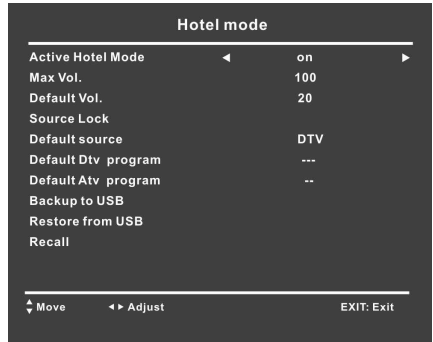 Hotel mode
Active Hotel Mode ◄ on ►
Max Vol. 100
Default Vol. 20
Source Lock
Default source DTV
Default Dtv program ---
Default Atv program --
Backup to USB
Restore from USB
Recall
Move ◄► Adjust EXIT: Exit